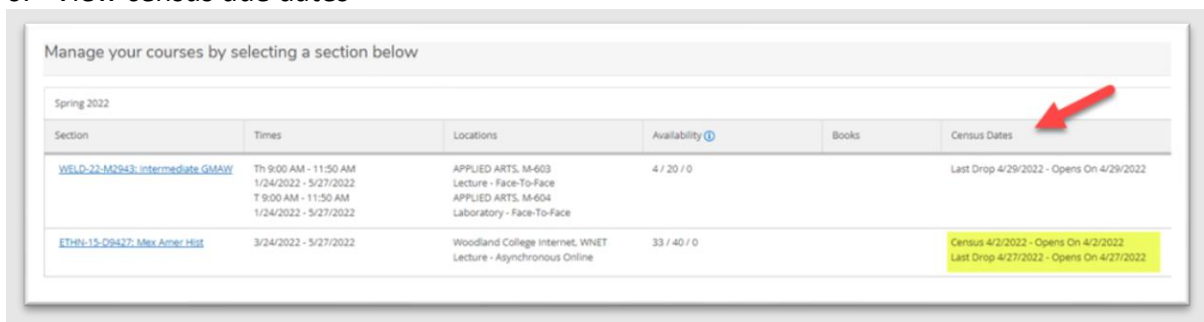 Manage your courses by selecting a section below
Spring 2022
Section Times Locations Availability Books Census Dates
WELD-22-M2943: Intermediate GMAW
Th 9:00 AM - 11:50 AM
1/24/2022 - 5/27/2022
T 9:00 AM - 11:50 AM
1/24/2022 - 5/27/2022
APPLIED ARTS, M-603
Lecture - Face-To-Face
APPLIED ARTS, M-604
Laboratory - Face-To-Face
4 / 20 / 0
Last Drop 4/29/2022 - Opens On 4/29/2022
ETHN-15-D9427: Mex Amer Hist
3/24/2022 - 5/27/2022
Woodland College Internet, WNET
Lecture - Asynchronous Online
33 / 40 / 0
Census 4/2/2022 - Opens On 4/2/2022
Last Drop 4/27/2022 - Opens On 4/27/2022